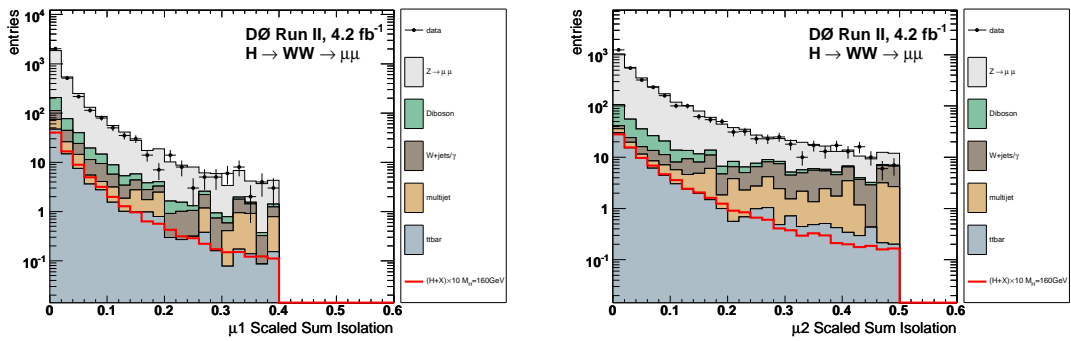 entries
10⁴
10³
10²
10
1
10⁻¹
DØ Run II, 4.2 fb⁻¹
H → WW → μμ
0 0.1 0.2 0.3 0.4 0.5 0.6
μ1 Scaled Sum Isolation
data
Z→μμ
Diboson
W+jets/γ
multijet
ttbar
(H+X)×10 M_H=160GeV
entries
10⁴
10³
10²
10
1
10⁻¹
DØ Run II, 4.2 fb⁻¹
H → WW → μμ
0 0.1 0.2 0.3 0.4 0.5 0.6
μ2 Scaled Sum Isolation
data
Z→μμ
Diboson
W+jets/γ
multijet
ttbar
(H+X)×10 M_H=160GeV